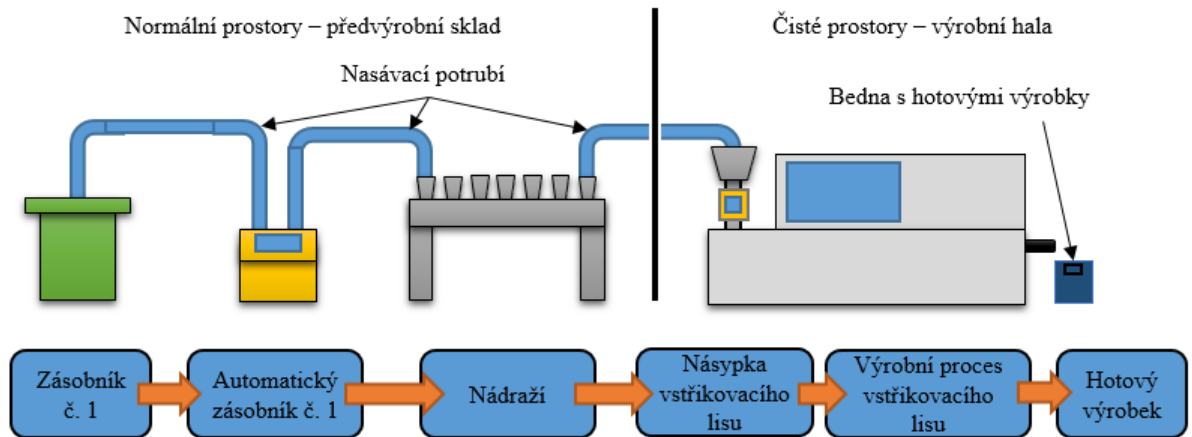 Normální prostory – předvýrobní sklad
Čisté prostory – výrobní hala
Nasávací potrubí
Bedna s hotovými výrobky
Zásobník
č. 1
Automatický
zásobník č. 1
Nádraží
Násypka
vstřikovacího
lisu
Výrobní proces
vstřikovacího
lisu
Hotový
výrobek